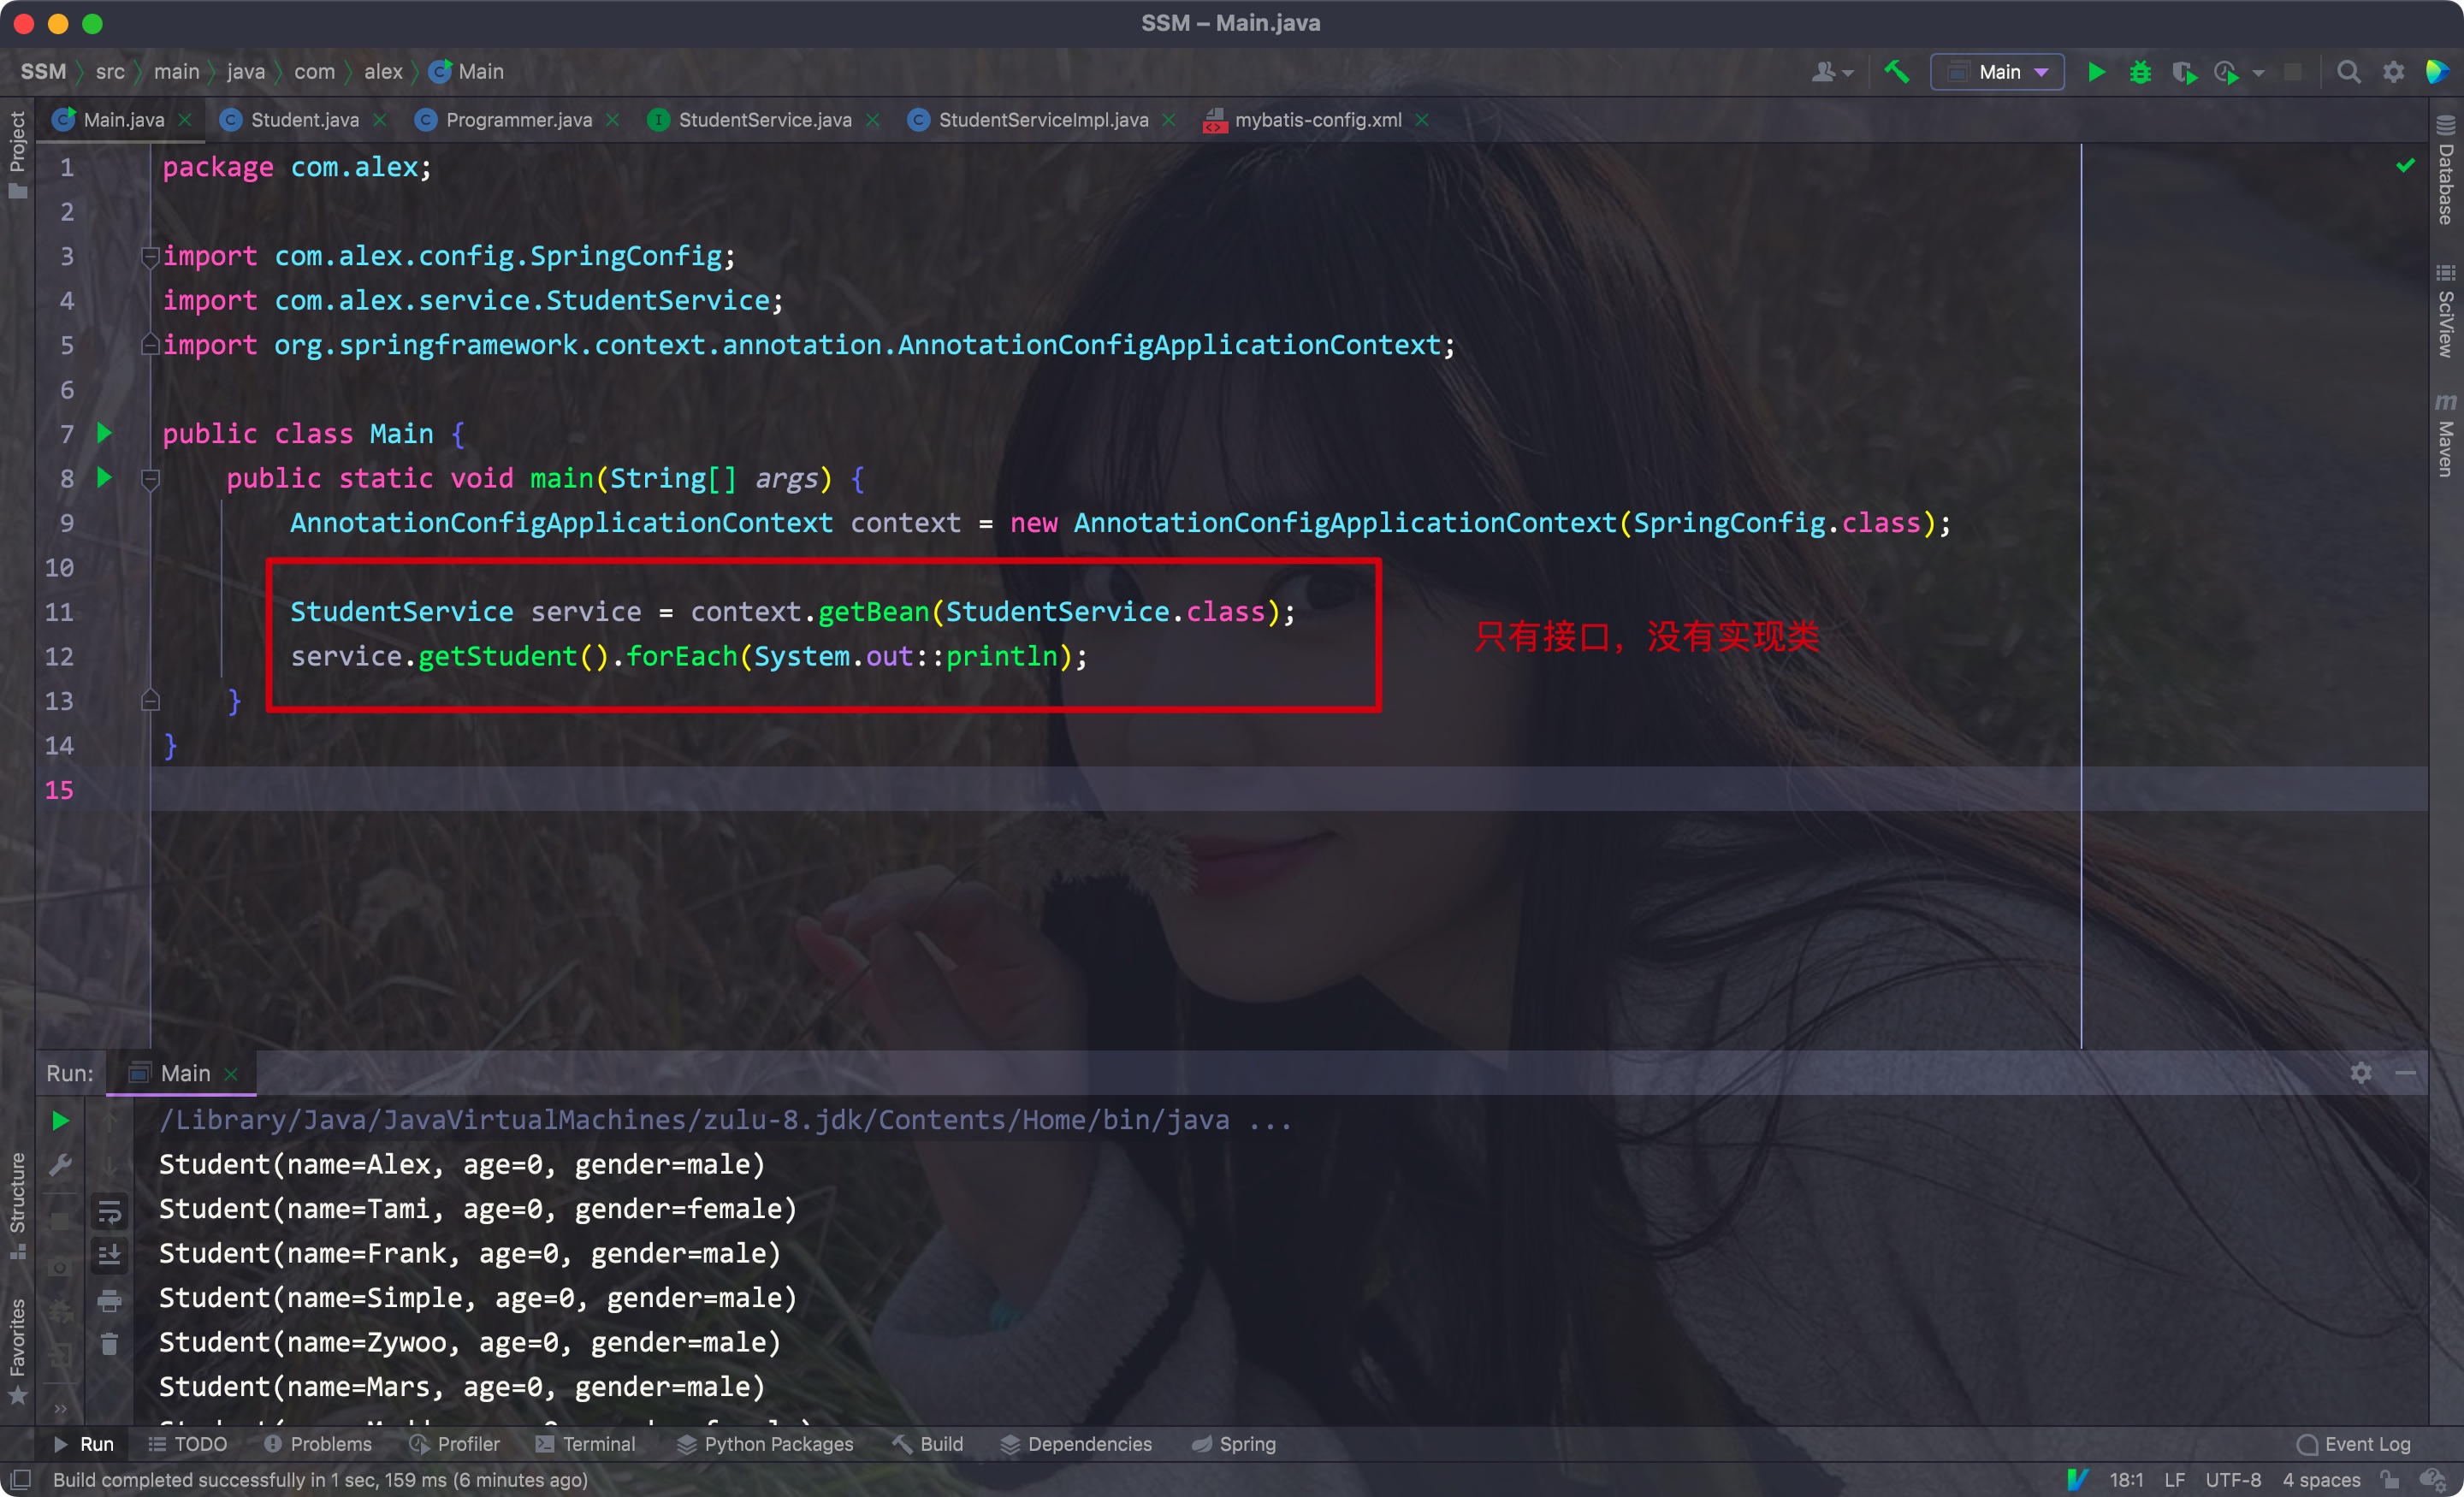 SSM – Main.java
SSM src main java com alex Main
Main
Main.java Student.java Programmer.java StudentService.java StudentServiceImpl.java mybatis-config.xml
Project
Database
SciView
Maven
1 package com.alex;
2
3 import com.alex.config.SpringConfig;
4 import com.alex.service.StudentService;
5 import org.springframework.context.annotation.AnnotationConfigApplicationContext;
6
7 public class Main {
8 public static void main(String[] args) {
9 AnnotationConfigApplicationContext context = new AnnotationConfigApplicationContext(SpringConfig.class);
10
11 StudentService service = context.getBean(StudentService.class);
12 service.getStudent().forEach(System.out::println);
只有接口，没有实现类
13 }
14 }
15
Run: Main
/Library/Java/JavaVirtualMachines/zulu-8.jdk/Contents/Home/bin/java ...
Student(name=Alex, age=0, gender=male)
Student(name=Tami, age=0, gender=female)
Student(name=Frank, age=0, gender=male)
Student(name=Simple, age=0, gender=male)
Student(name=Zywoo, age=0, gender=male)
Student(name=Mars, age=0, gender=male)
Structure
Favorites
Run TODO Problems Profiler Terminal Python Packages Build Dependencies Spring Event Log
Build completed successfully in 1 sec, 159 ms (6 minutes ago) 18:1 LF UTF-8 4 spaces